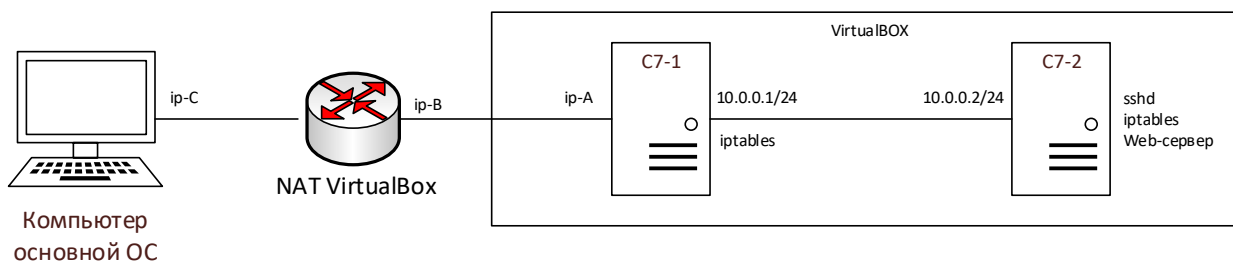 VirtualBOX
C7-1
C7-2
ip-C
ip-B
ip-A
10.0.0.1/24
10.0.0.2/24
sshd
iptables
iptables
Web-сервер
NAT VirtualBox
Компьютер
основной ОС